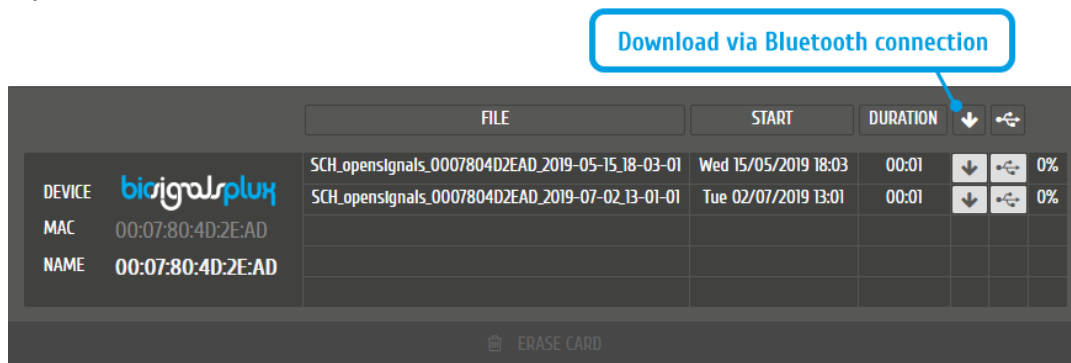 Download via Bluetooth connection
FILE START DURATION
SCH_opensignals_0007804D2EAD_2019-05-15_18-03-01 Wed 15/05/2019 18:03 00:01 0%
DEVICE biosignalsplux
SCH_opensignals_0007804D2EAD_2019-07-02_13-01-01 Tue 02/07/2019 13:01 00:01 0%
MAC 00:07:80:4D:2E:AD
NAME 00:07:80:4D:2E:AD
ERASE CARD